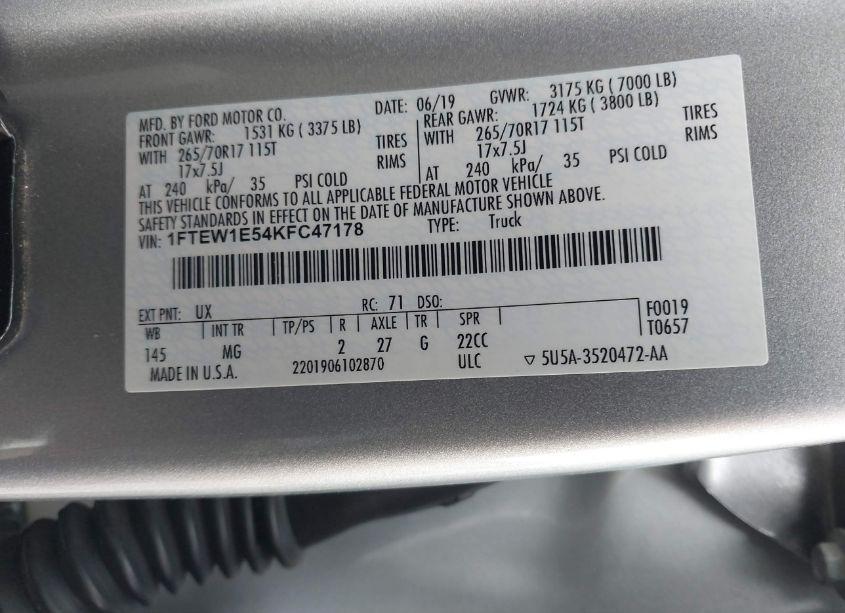 MFD. BY FORD MOTOR CO. DATE: 06/19 GVWR: 3175 KG ( 7000 LB)
FRONT GAWR: 1531 KG ( 3375 LB) REAR GAWR: 1724 KG ( 3800 LB)
WITH 265/70R17 115T TIRES WITH 265/70R17 115T TIRES
17x7.5J RIMS 17x7.5J RIMS
AT 240 kPa/ 35 PSI COLD AT 240 kPa/ 35 PSI COLD
THIS VEHICLE CONFORMS TO ALL APPLICABLE FEDERAL MOTOR VEHICLE
SAFETY STANDARDS IN EFFECT ON THE DATE OF MANUFACTURE SHOWN ABOVE.
VIN: 1FTEW1E54KFC47178 TYPE: Truck
EXT PNT: UX RC: 71 DSO: F0019
WB INT TR TP/PS R AXLE TR SPR T0657
145 MG 2 27 G 22CC
MADE IN U.S.A. 2201906102870 ULC ▽ 5U5A-3520472-AA